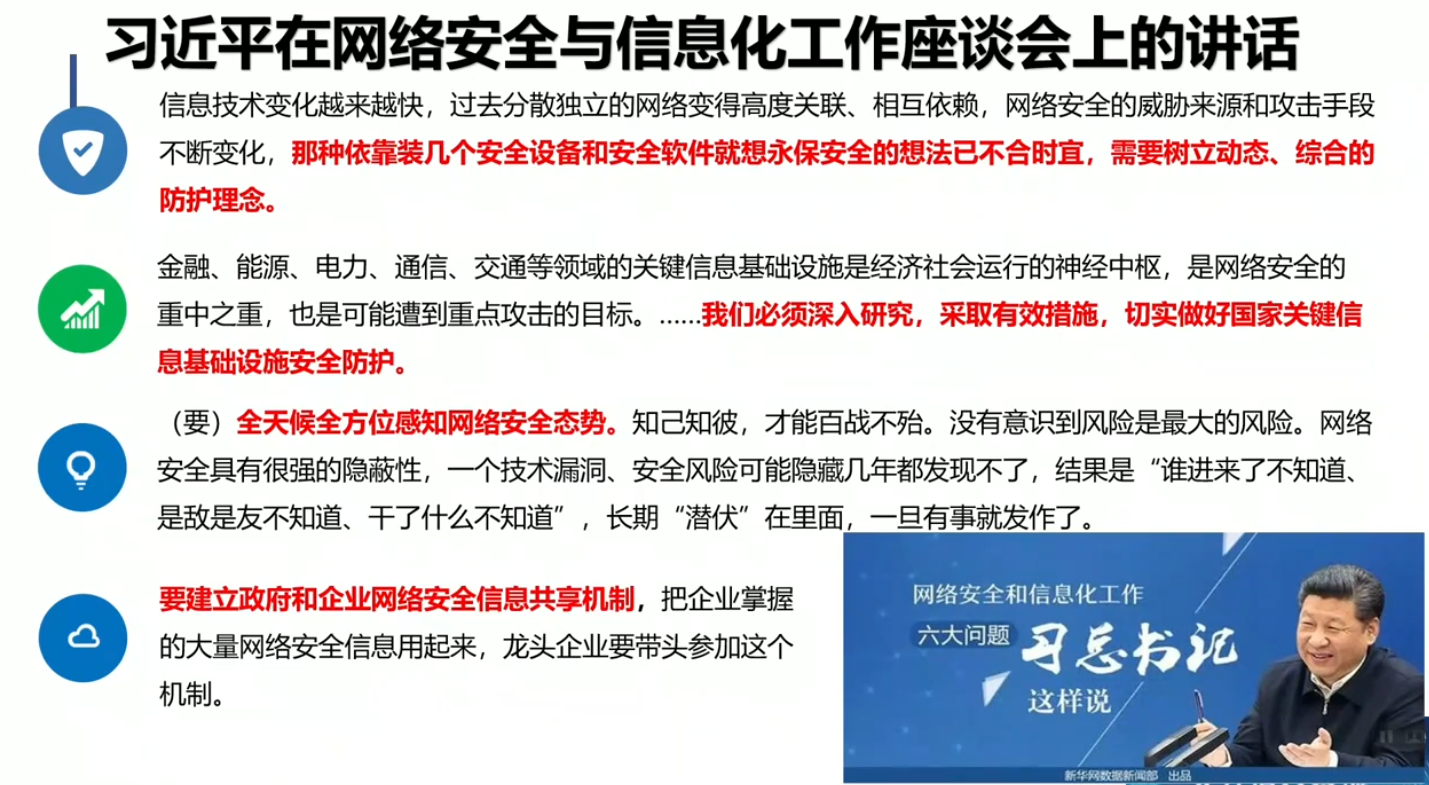 习近平在网络安全与信息化工作座谈会上的讲话
信息技术变化越来越快，过去分散独立的网络变得高度关联、相互依赖，网络安全的威胁来源和攻击手段
不断变化，那种依靠装几个安全设备和安全软件就想永保安全的想法已不合时宜，需要树立动态、综合的
防护理念。
金融、能源、电力、通信、交通等领域的关键信息基础设施是经济社会运行的神经中枢，是网络安全的
重中之重，也是可能遭到重点攻击的目标。……我们必须深入研究，采取有效措施，切实做好国家关键信
息基础设施安全防护。
（要）全天候全方位感知网络安全态势。知己知彼，才能百战不殆。没有意识到风险是最大的风险。网络
安全具有很强的隐蔽性，一个技术漏洞、安全风险可能隐藏几年都发现不了，结果是“谁进来了不知道、
是敌是友不知道、干了什么不知道”，长期“潜伏”在里面，一旦有事就发作了。
要建立政府和企业网络安全信息共享机制，把企业掌握
的大量网络安全信息用起来，龙头企业要带头参加这个
机制。
网络安全和信息化工作
六大问题 习总书记
这样说
新华网数据新闻部 出品